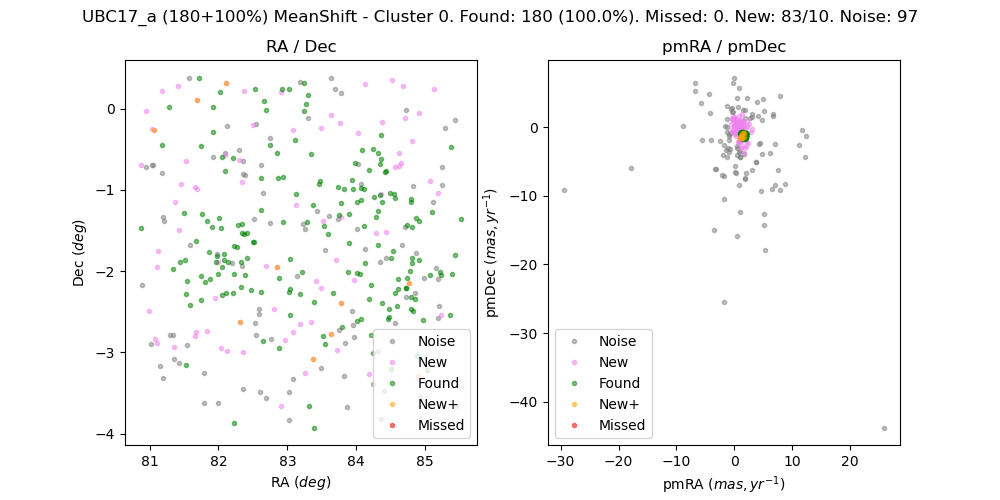 UBC17_a (180+100%) MeanShift - Cluster 0. Found: 180 (100.0%). Missed: 0. New: 83/10. Noise: 97
RA / Dec
0
−1
−2
−3
−4
Dec (deg)
81 82 83 84 85
RA (deg)
Noise
New
Found
New+
Missed
pmRA / pmDec
0
−10
−20
−30
−40
pmDec (mas, yr⁻¹)
−30 −20 −10 0 10 20
pmRA (mas, yr⁻¹)
Noise
New
Found
New+
Missed